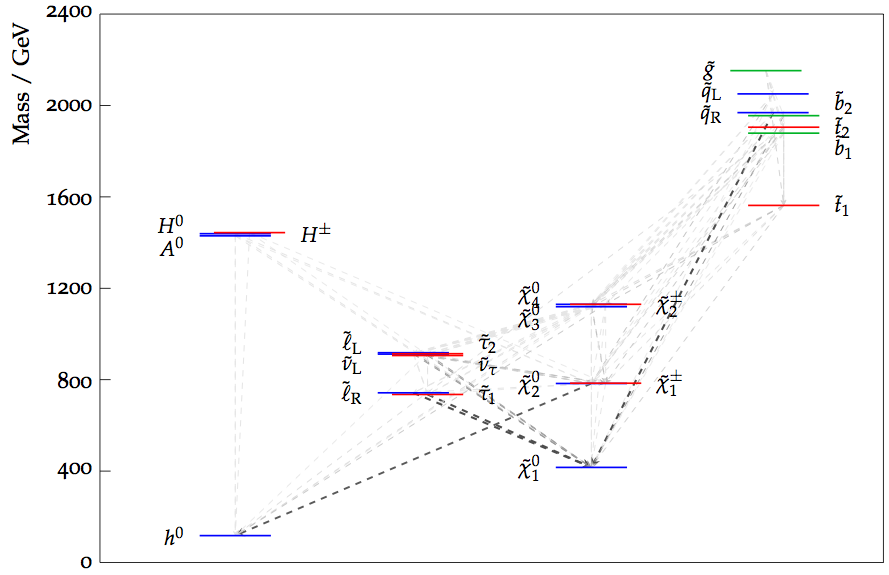 Mass / GeV
2400
2000
1600
1200
800
400
0
H⁰
A⁰
H±
h⁰
ℓ̃L
ν̃L
ℓ̃R
τ̃2
ν̃τ
τ̃1
χ̃⁰4
χ̃⁰3
χ̃±2
χ̃⁰2
χ̃±1
χ̃⁰1
g̃
q̃L
q̃R
b̃2
t̃2
b̃1
t̃1